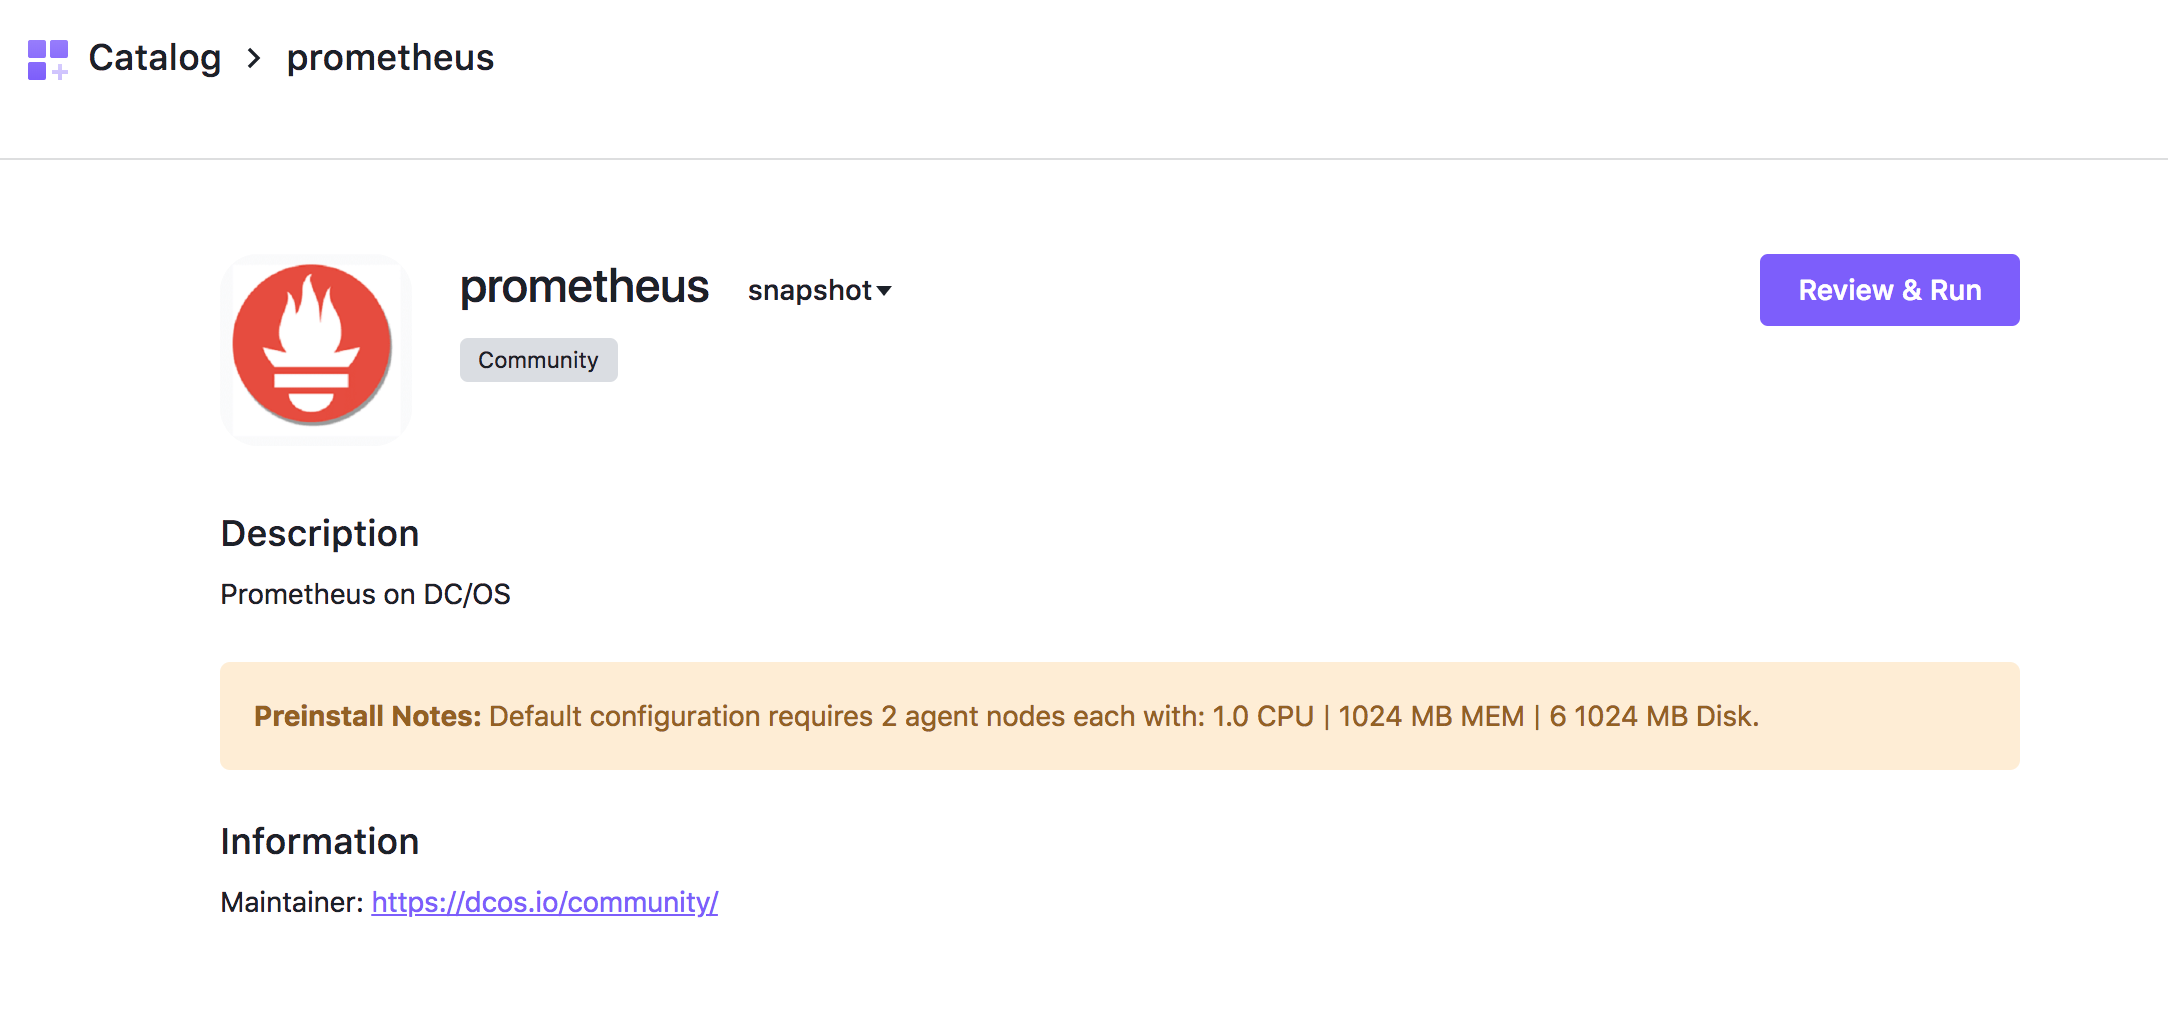 Catalog > prometheus
prometheus snapshot
Review & Run
Community
Description
Prometheus on DC/OS
Preinstall Notes: Default configuration requires 2 agent nodes each with: 1.0 CPU | 1024 MB MEM | 6 1024 MB Disk.
Information
Maintainer: https://dcos.io/community/